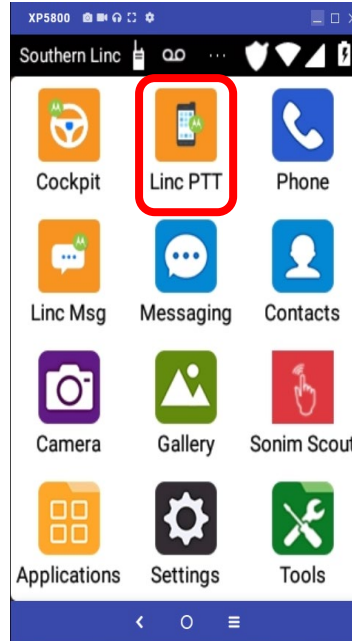 XP5800
Southern Linc
Cockpit Linc PTT Phone
Linc Msg Messaging Contacts
Camera Gallery Sonim Scout
Applications Settings Tools